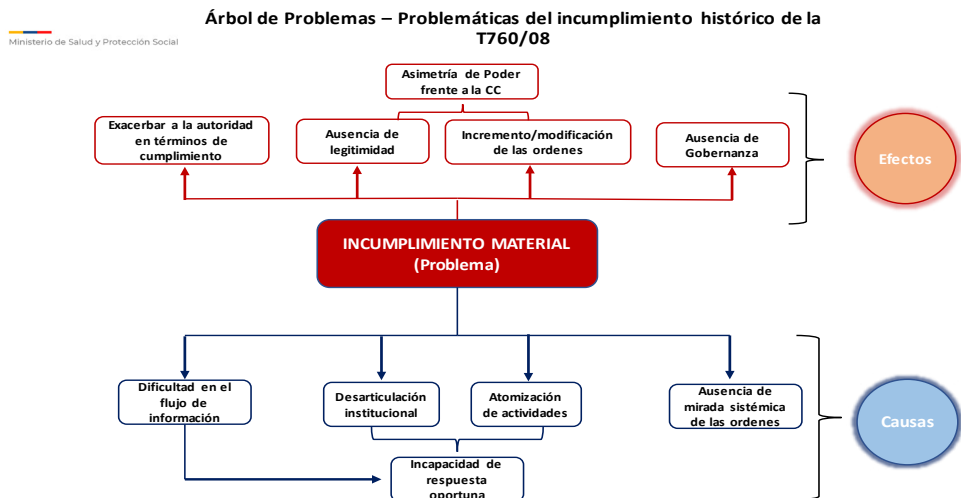 Árbol de Problemas – Problemáticas del incumplimiento histórico de la
T760/08
Ministerio de Salud y Protección Social
Asimetría de Poder
frente a la CC
Exacerbar a la autoridad
en términos de
cumplimiento
Ausencia de
legitimidad
Incremento/modificación
de las ordenes
Ausencia de
Gobernanza
Efectos
INCUMPLIMIENTO MATERIAL
(Problema)
Dificultad en el
flujo de
información
Desarticulación
institucional
Atomización
de actividades
Ausencia de
mirada sistémica
de las ordenes
Causas
Incapacidad de
respuesta
oportuna